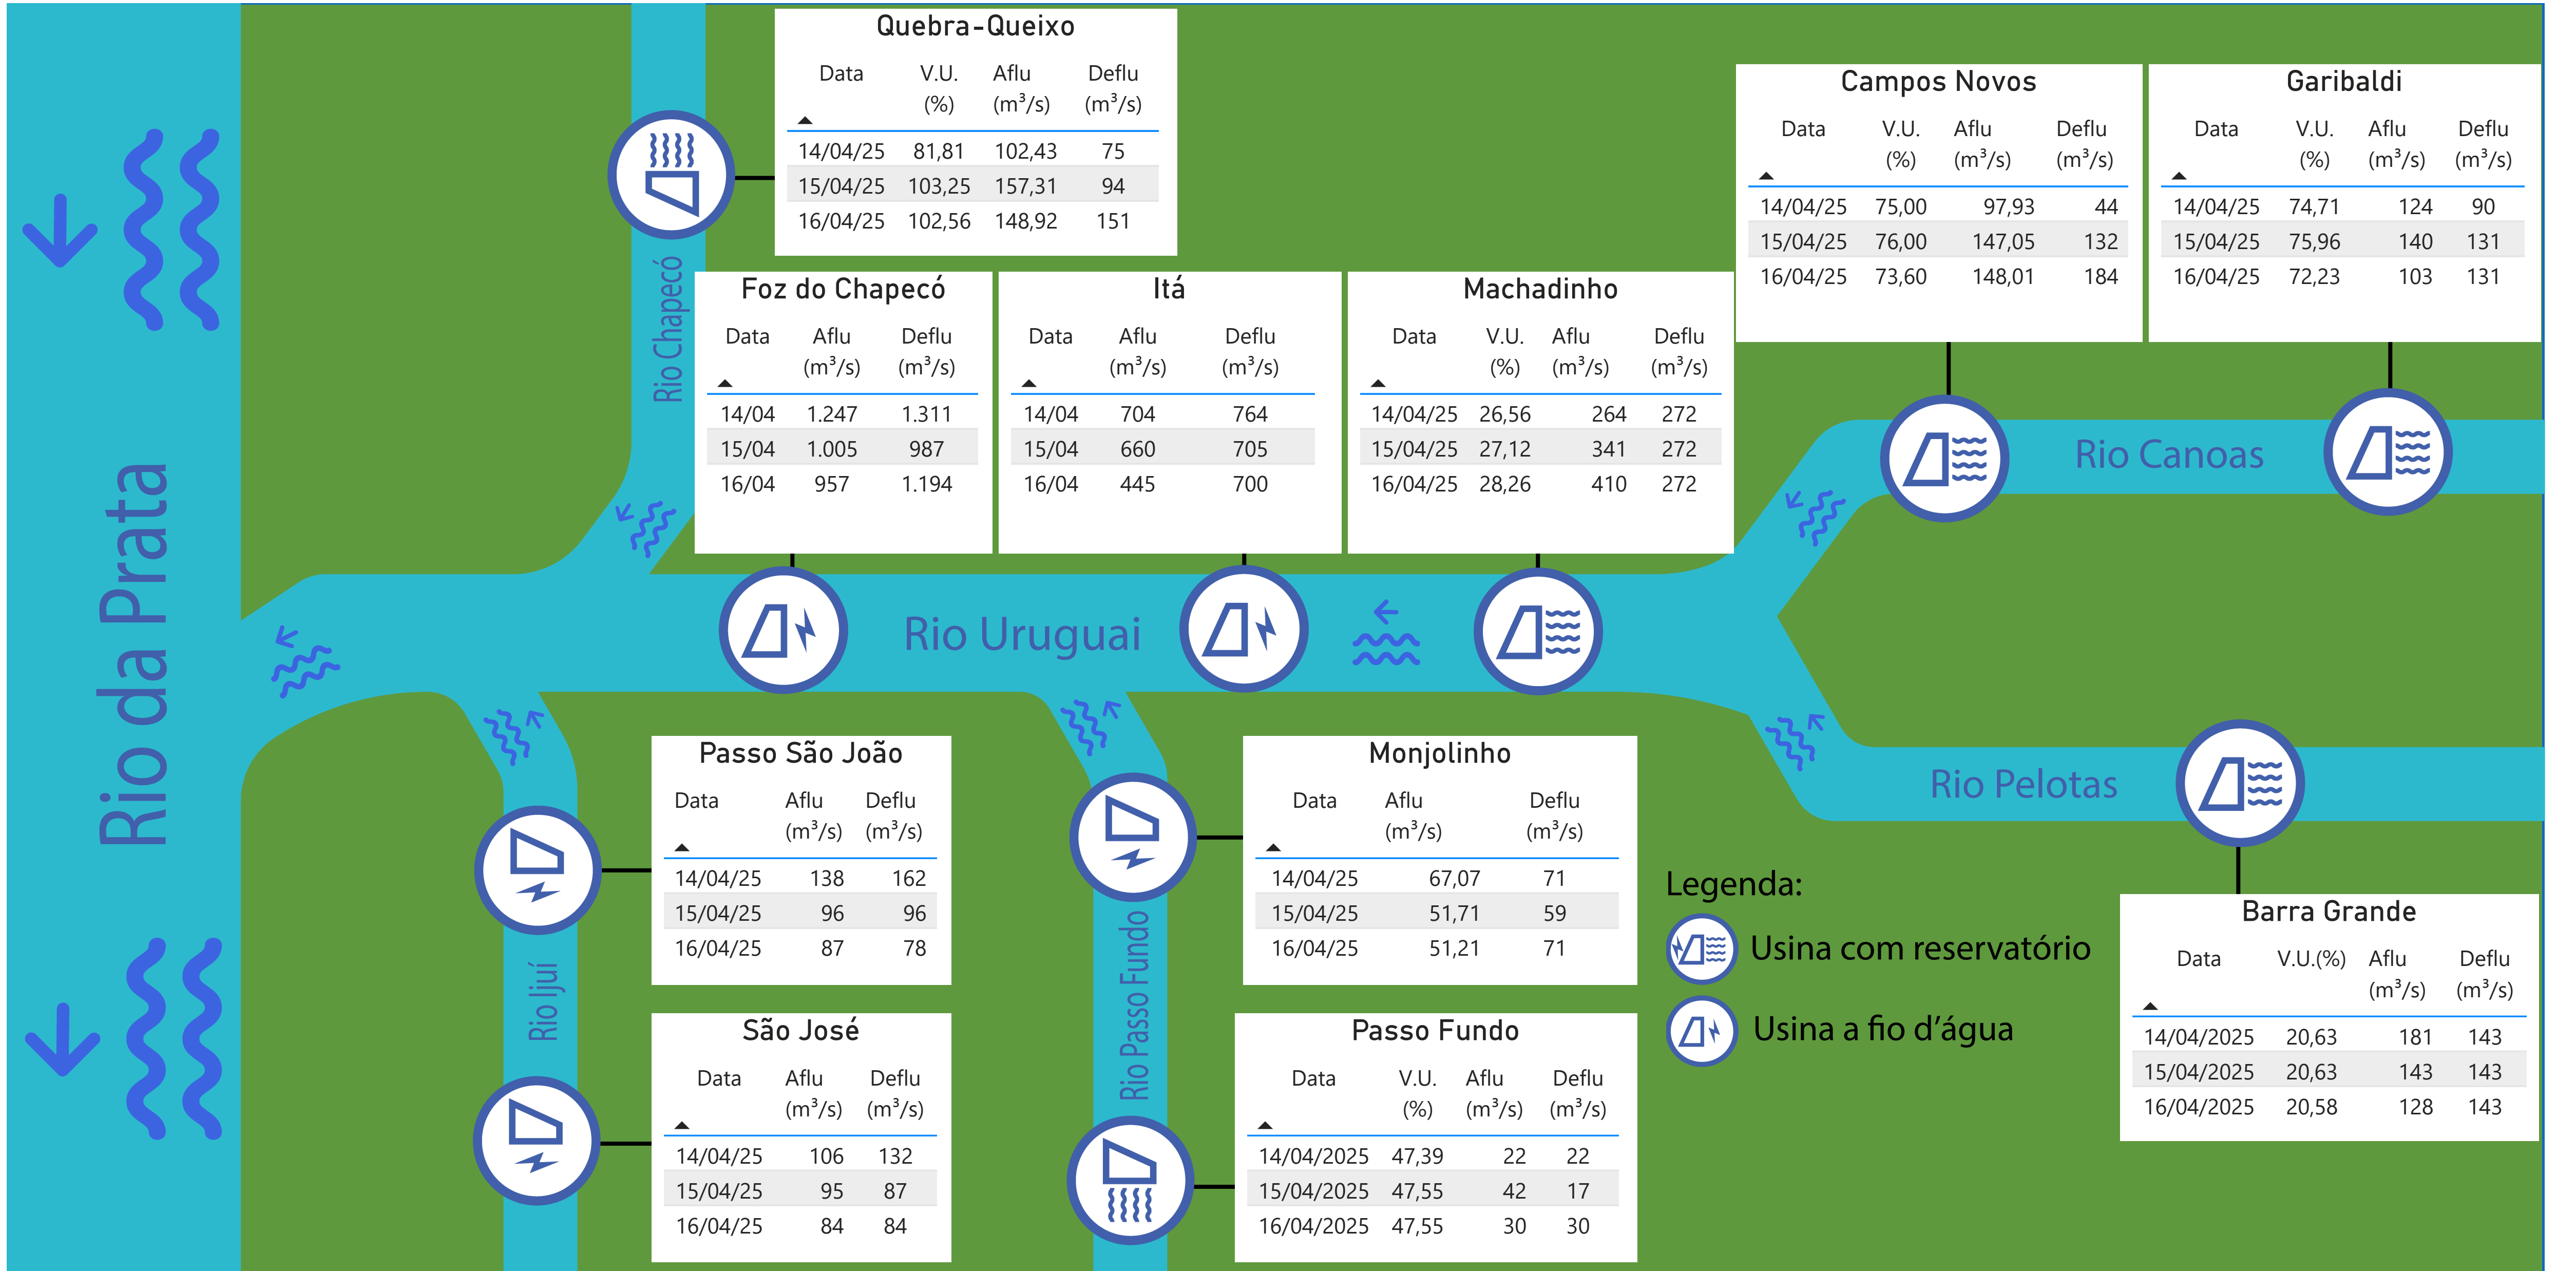 Quebra-Queixo
Data V.U. (%) Aflu (m³/s) Deflu (m³/s)
14/04/25 81,81 102,43 75
15/04/25 103,25 157,31 94
16/04/25 102,56 148,92 151
Campos Novos
Data V.U. (%) Aflu (m³/s) Deflu (m³/s)
14/04/25 75,00 97,93 44
15/04/25 76,00 147,05 132
16/04/25 73,60 148,01 184
Garibaldi
Data V.U. (%) Aflu (m³/s) Deflu (m³/s)
14/04/25 74,71 124 90
15/04/25 75,96 140 131
16/04/25 72,23 103 131
Rio Chapecó
Foz do Chapecó
Data Aflu (m³/s) Deflu (m³/s)
14/04 1.247 1.311
15/04 1.005 987
16/04 957 1.194
Itá
Data Aflu (m³/s) Deflu (m³/s)
14/04 704 764
15/04 660 705
16/04 445 700
Machadinho
Data V.U. (%) Aflu (m³/s) Deflu (m³/s)
14/04/25 26,56 264 272
15/04/25 27,12 341 272
16/04/25 28,26 410 272
Rio Canoas
Rio da Prata
Rio Uruguai
Rio Pelotas
Passo São João
Data Aflu (m³/s) Deflu (m³/s)
14/04/25 138 162
15/04/25 96 96
16/04/25 87 78
Monjolinho
Data Aflu (m³/s) Deflu (m³/s)
14/04/25 67,07 71
15/04/25 51,71 59
16/04/25 51,21 71
Rio Ijuí
Rio Passo Fundo
São José
Data Aflu (m³/s) Deflu (m³/s)
14/04/25 106 132
15/04/25 95 87
16/04/25 84 84
Passo Fundo
Data V.U. (%) Aflu (m³/s) Deflu (m³/s)
14/04/2025 47,39 22 22
15/04/2025 47,55 42 17
16/04/2025 47,55 30 30
Legenda:
Usina com reservatório
Usina a fio d’água
Barra Grande
Data V.U.(%) Aflu (m³/s) Deflu (m³/s)
14/04/2025 20,63 181 143
15/04/2025 20,63 143 143
16/04/2025 20,58 128 143